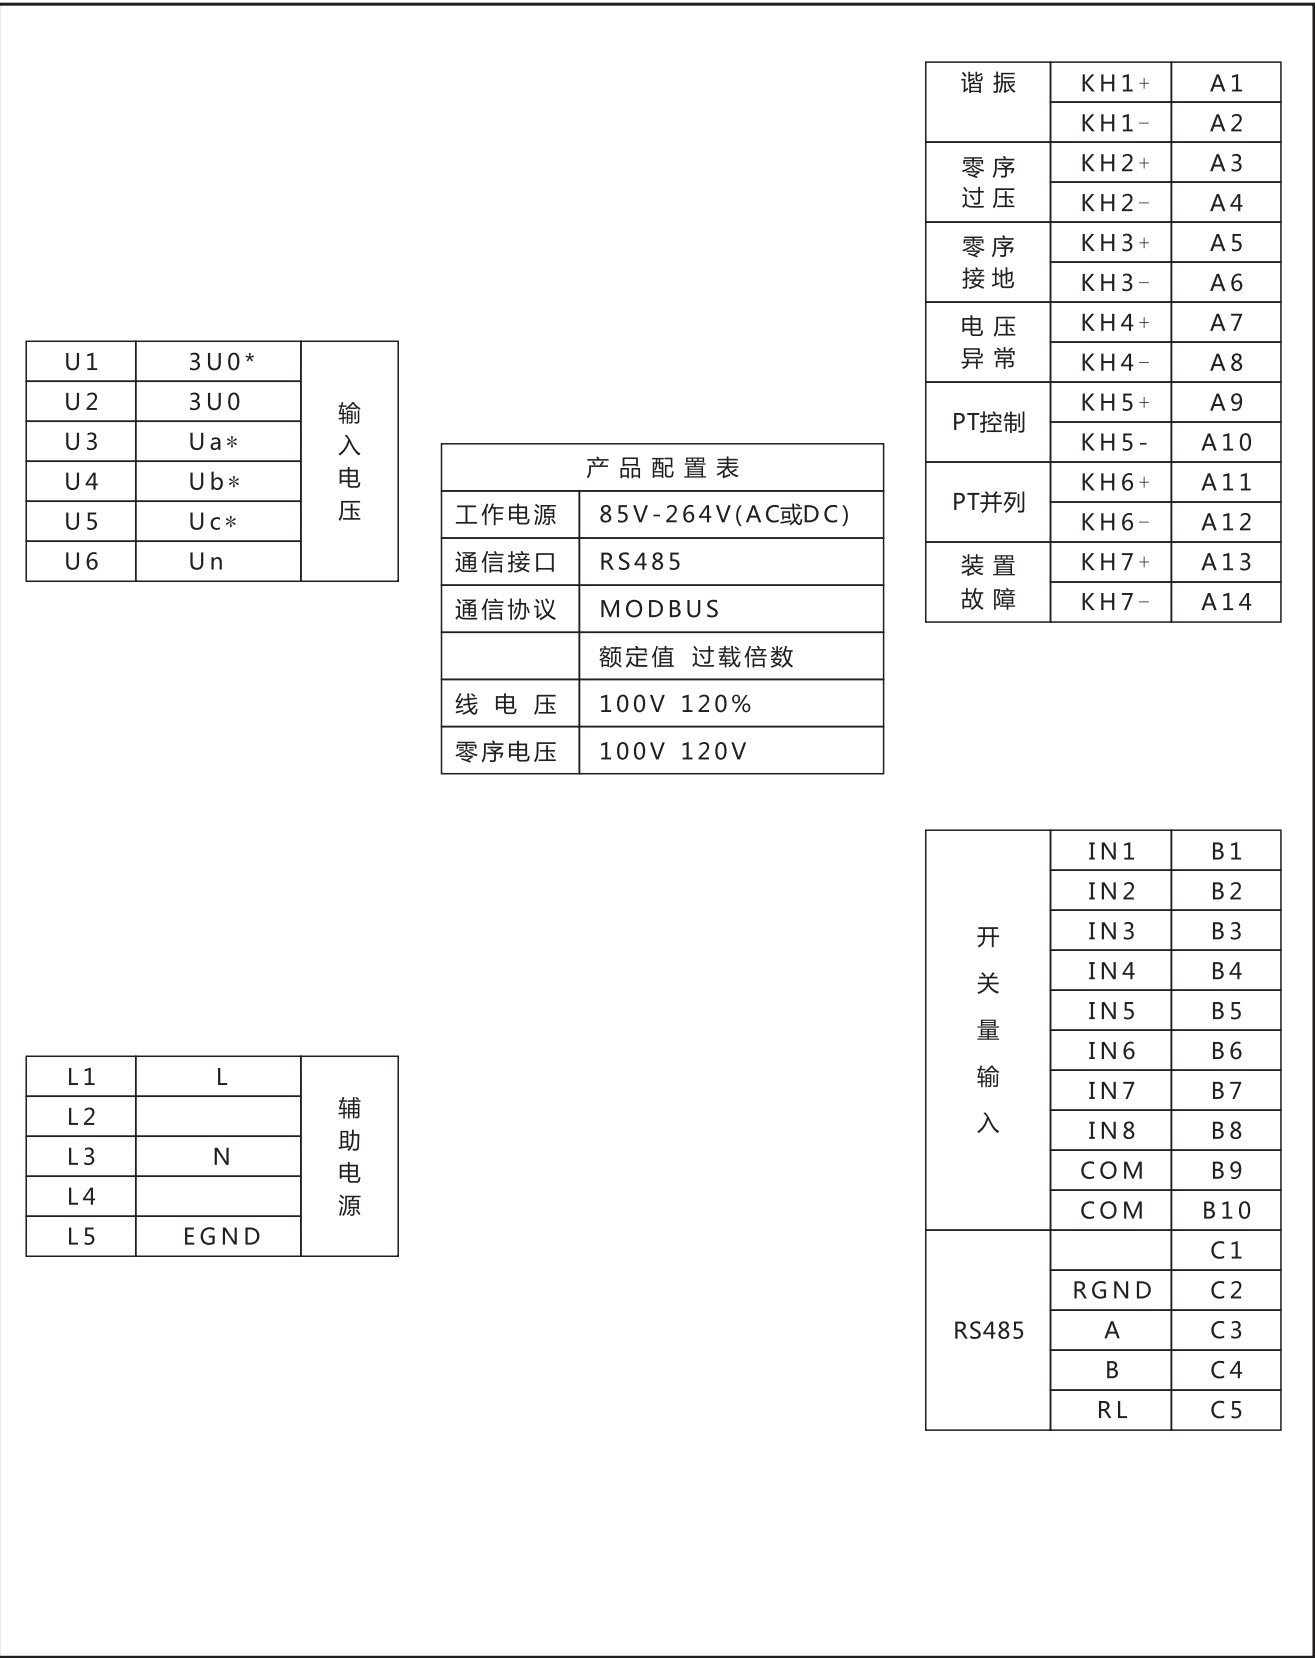 谐振 KH1+ A1
KH1- A2
零序 KH2+ A3
过压 KH2- A4
零序 KH3+ A5
接地 KH3- A6
电压 KH4+ A7
异常 KH4- A8
PT控制 KH5+ A9
KH5- A10
PT并列 KH6+ A11
KH6- A12
装置 KH7+ A13
故障 KH7- A14
U1 3U0*
U2 3U0
U3 Ua*
U4 Ub*
U5 Uc*
U6 Un
输入电压
产品配置表
工作电源 85V-264V(AC或DC)
通信接口 RS485
通信协议 MODBUS
额定值 过载倍数
线电压 100V 120%
零序电压 100V 120V
L1 L
L2
L3 N
L4
L5 EGND
辅助电源
开关量输入
IN1 B1
IN2 B2
IN3 B3
IN4 B4
IN5 B5
IN6 B6
IN7 B7
IN8 B8
COM B9
COM B10
RS485
C1
RGND C2
A C3
B C4
RL C5